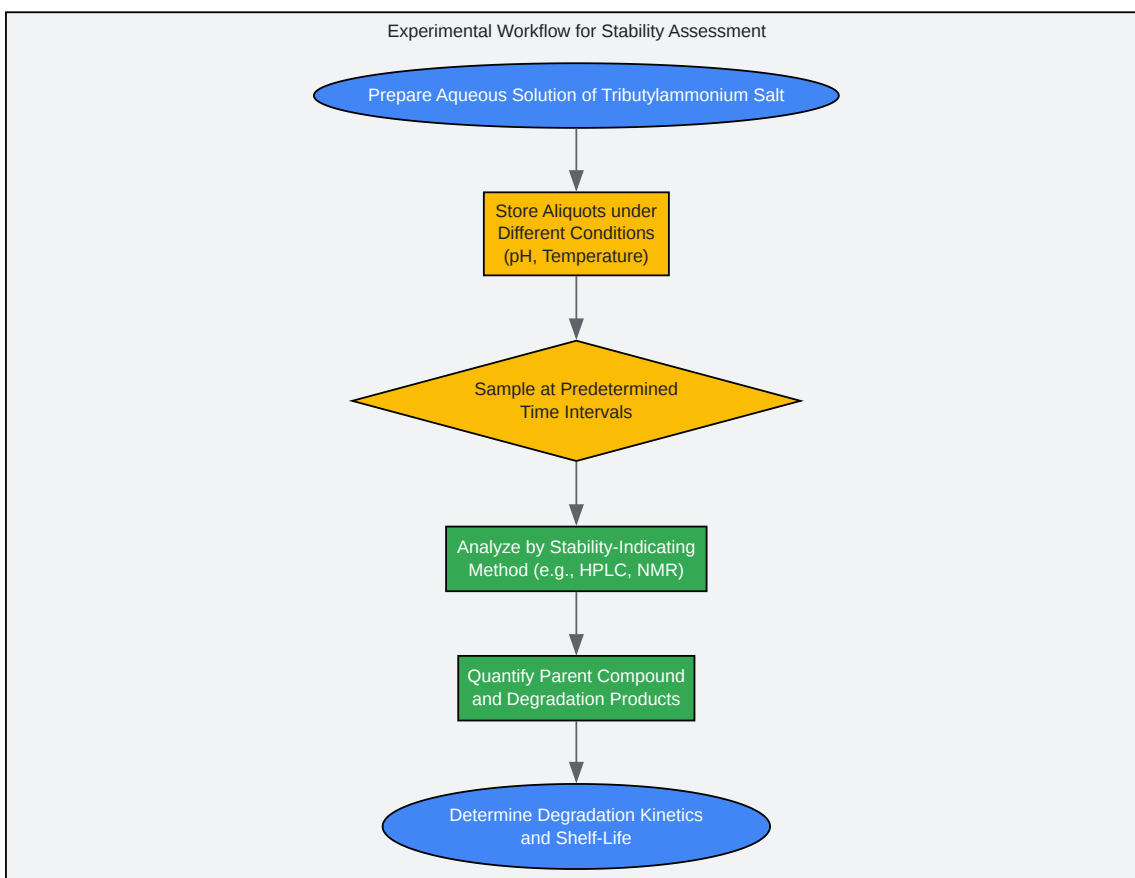 Experimental Workflow for Stability Assessment
Prepare Aqueous Solution of Tributylammonium Salt
Store Aliquots under
Different Conditions
(pH, Temperature)
Sample at Predetermined
Time Intervals
Analyze by Stability-Indicating
Method (e.g., HPLC, NMR)
Quantify Parent Compound
and Degradation Products
Determine Degradation Kinetics
and Shelf-Life